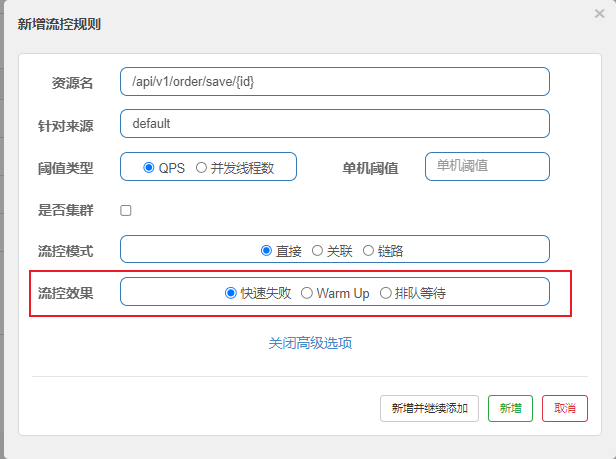 新增流控规则
×
资源名 /api/v1/order/save/{id}
针对来源 default
阈值类型 QPS 并发线程数 单机阈值 单机阈值
是否集群
流控模式 直接 关联 链路
流控效果 快速失败 Warm Up 排队等待
关闭高级选项
新增并继续添加 新增 取消